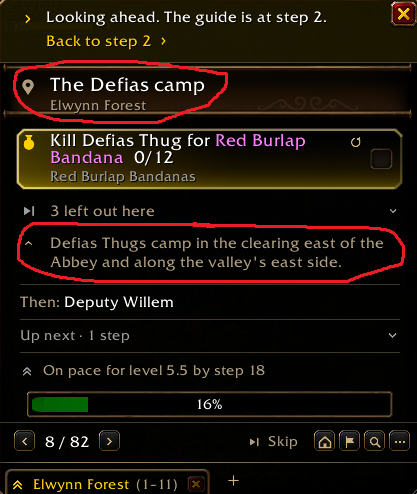 Looking ahead. The guide is at step 2.
Back to step 2 >
The Defias camp
Elwynn Forest
Kill Defias Thug for Red Burlap
Bandana 0/12
Red Burlap Bandanas
3 left out here
Defias Thugs camp in the clearing east of the
Abbey and along the valley's east side.
Then: Deputy Willem
Up next · 1 step
On pace for level 5.5 by step 18
16%
< 8 / 82 > Skip
Elwynn Forest (1-11) × +